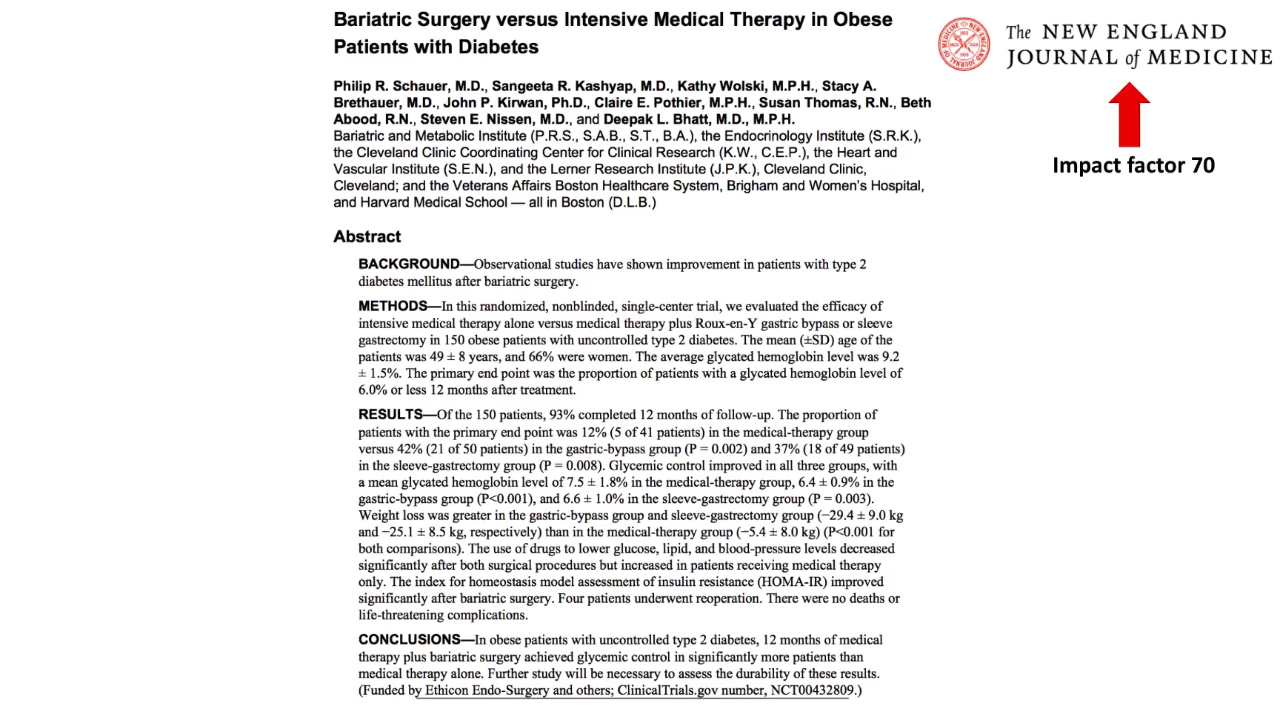 Bariatric Surgery versus Intensive Medical Therapy in Obese
Patients with Diabetes
The NEW ENGLAND
JOURNAL of MEDICINE
Impact factor 70
Philip R. Schauer, M.D., Sangeeta R. Kashyap, M.D., Kathy Wolski, M.P.H., Stacy A.
Brethauer, M.D., John P. Kirwan, Ph.D., Claire E. Pothier, M.P.H., Susan Thomas, R.N., Beth
Abood, R.N., Steven E. Nissen, M.D., and Deepak L. Bhatt, M.D., M.P.H.
Bariatric and Metabolic Institute (P.R.S., S.A.B., S.T., B.A.), the Endocrinology Institute (S.R.K.),
the Cleveland Clinic Coordinating Center for Clinical Research (K.W., C.E.P.), the Heart and
Vascular Institute (S.E.N.), and the Lerner Research Institute (J.P.K.), Cleveland Clinic,
Cleveland; and the Veterans Affairs Boston Healthcare System, Brigham and Women's Hospital,
and Harvard Medical School — all in Boston (D.L.B.)
Abstract
BACKGROUND—Observational studies have shown improvement in patients with type 2
diabetes mellitus after bariatric surgery.
METHODS—In this randomized, nonblinded, single-center trial, we evaluated the efficacy of
intensive medical therapy alone versus medical therapy plus Roux-en-Y gastric bypass or sleeve
gastrectomy in 150 obese patients with uncontrolled type 2 diabetes. The mean (±SD) age of the
patients was 49 ± 8 years, and 66% were women. The average glycated hemoglobin level was 9.2
± 1.5%. The primary end point was the proportion of patients with a glycated hemoglobin level of
6.0% or less 12 months after treatment.
RESULTS—Of the 150 patients, 93% completed 12 months of follow-up. The proportion of
patients with the primary end point was 12% (5 of 41 patients) in the medical-therapy group
versus 42% (21 of 50 patients) in the gastric-bypass group (P = 0.002) and 37% (18 of 49 patients)
in the sleeve-gastrectomy group (P = 0.008). Glycemic control improved in all three groups, with
a mean glycated hemoglobin level of 7.5 ± 1.8% in the medical-therapy group, 6.4 ± 0.9% in the
gastric-bypass group (P<0.001), and 6.6 ± 1.0% in the sleeve-gastrectomy group (P = 0.003).
Weight loss was greater in the gastric-bypass group and sleeve-gastrectomy group (−29.4 ± 9.0 kg
and −25.1 ± 8.5 kg, respectively) than in the medical-therapy group (−5.4 ± 8.0 kg) (P<0.001 for
both comparisons). The use of drugs to lower glucose, lipid, and blood-pressure levels decreased
significantly after both surgical procedures but increased in patients receiving medical therapy
only. The index for homeostasis model assessment of insulin resistance (HOMA-IR) improved
significantly after bariatric surgery. Four patients underwent reoperation. There were no deaths or
life-threatening complications.
CONCLUSIONS—In obese patients with uncontrolled type 2 diabetes, 12 months of medical
therapy plus bariatric surgery achieved glycemic control in significantly more patients than
medical therapy alone. Further study will be necessary to assess the durability of these results.
(Funded by Ethicon Endo-Surgery and others; ClinicalTrials.gov number, NCT00432809.)